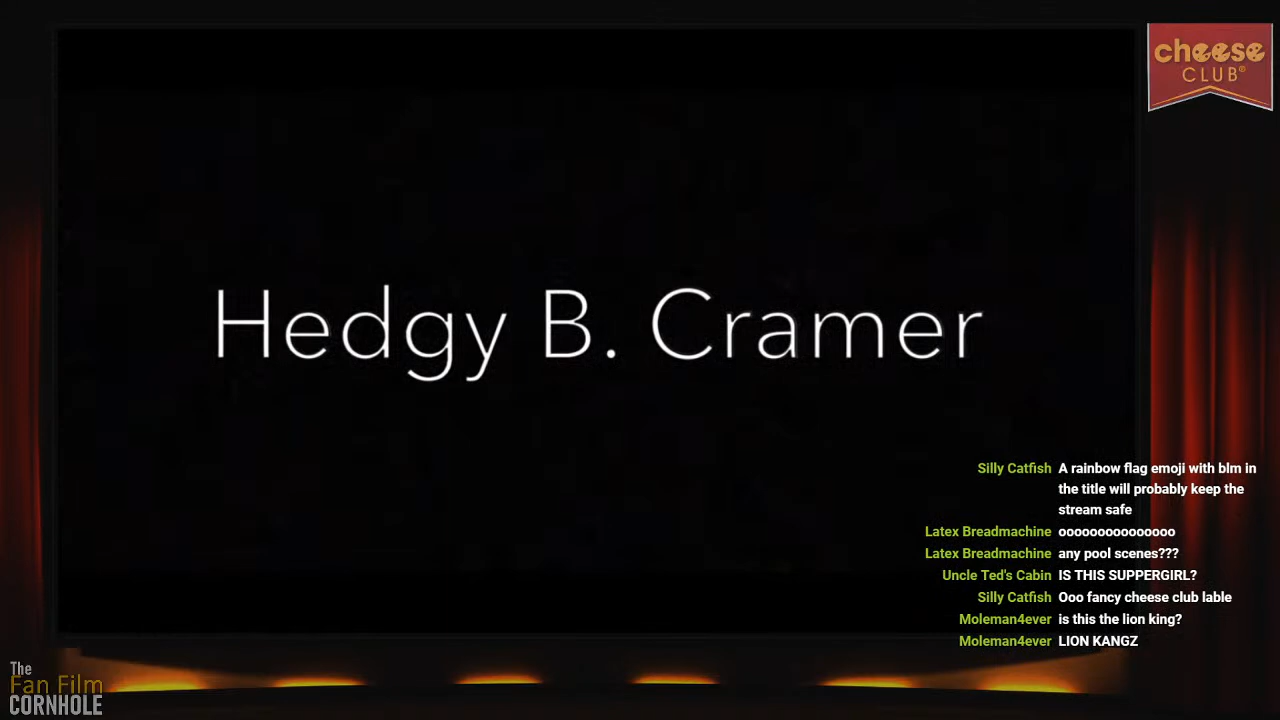 cheese
CLUB®
Hedgy B. Cramer
Silly Catfish A rainbow flag emoji with blm in
the title will probably keep the
stream safe
Latex Breadmachine ooooooooooooooo
Latex Breadmachine any pool scenes???
Uncle Ted's Cabin IS THIS SUPPERGIRL?
Silly Catfish Ooo fancy cheese club lable
Moleman4ever is this the lion king?
Moleman4ever LION KANGZ
The
Fan Film
CORNHOLE